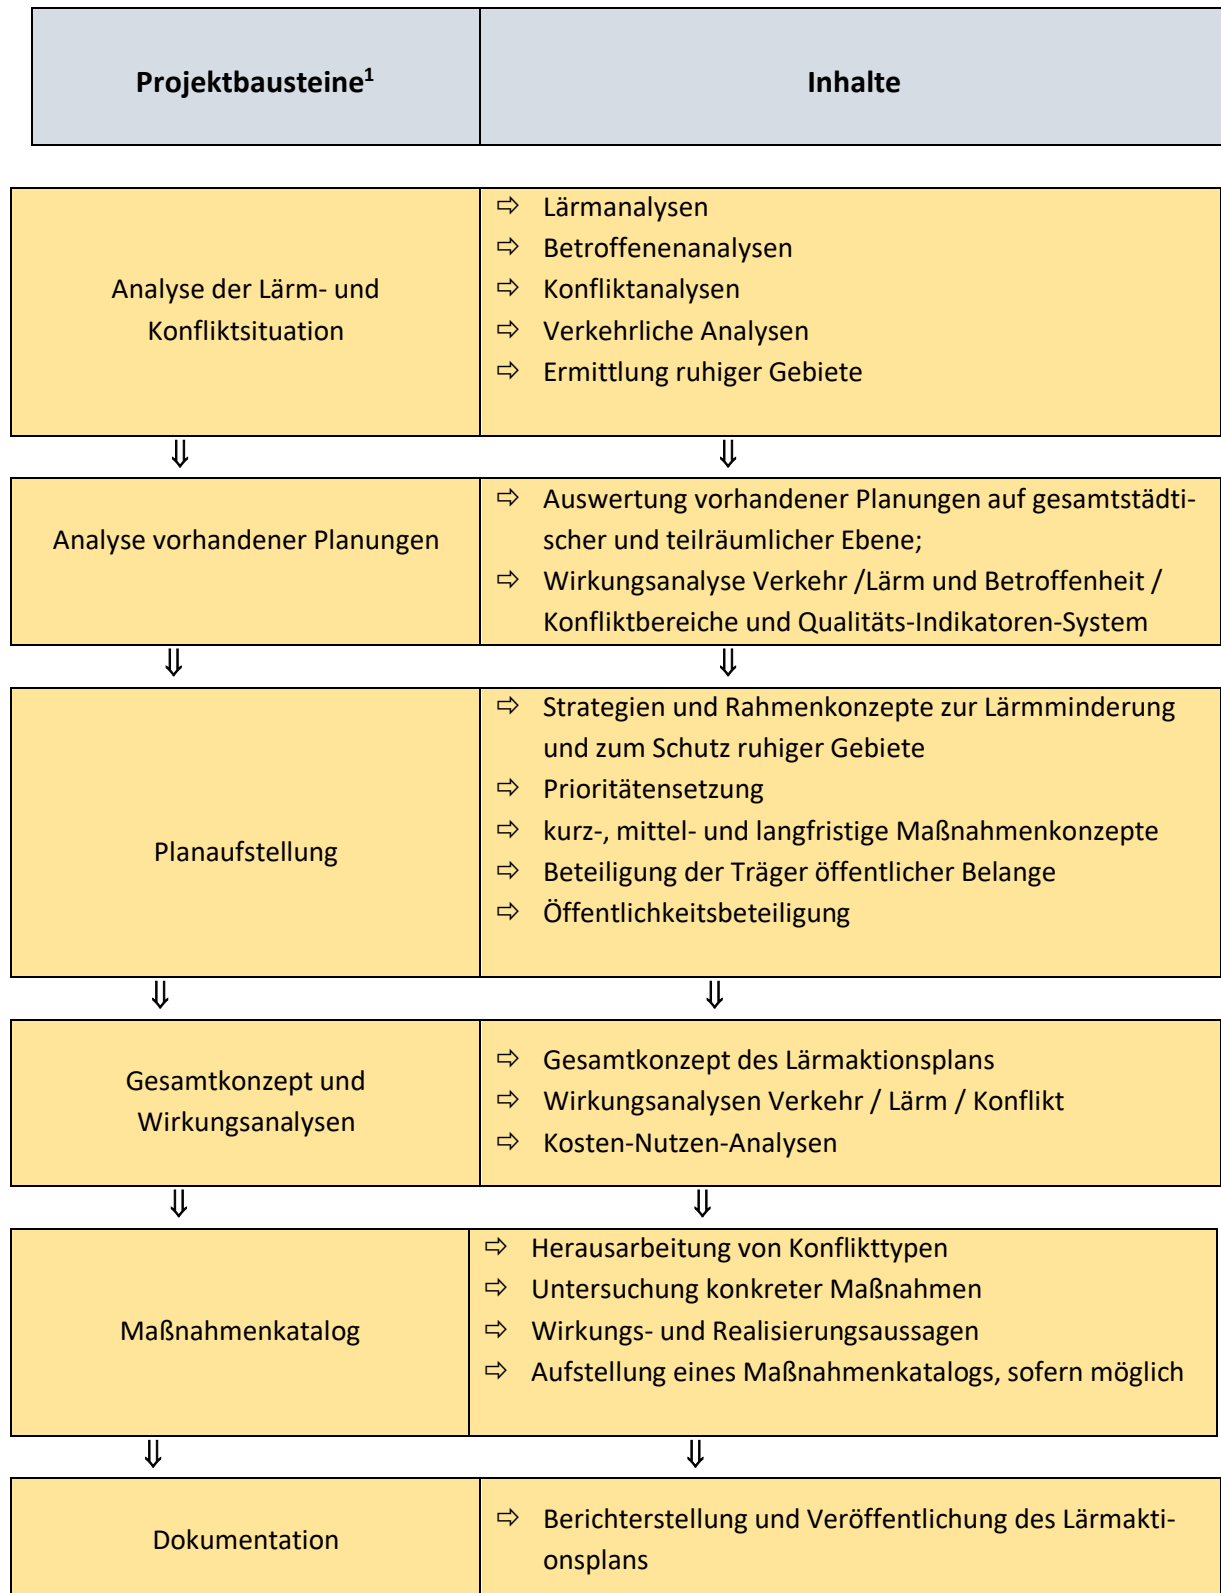 Projektbausteine¹
Inhalte
Analyse der Lärm- und
Konfliktsituation
⇨ Lärmanalysen
⇨ Betroffenenanalysen
⇨ Konfliktanalysen
⇨ Verkehrliche Analysen
⇨ Ermittlung ruhiger Gebiete
⇓ ⇓
Analyse vorhandener Planungen
⇨ Auswertung vorhandener Planungen auf gesamtstädti-
scher und teilräumlicher Ebene;
⇨ Wirkungsanalyse Verkehr /Lärm und Betroffenheit /
Konfliktbereiche und Qualitäts-Indikatoren-System
⇓ ⇓
Planaufstellung
⇨ Strategien und Rahmenkonzepte zur Lärmminderung
und zum Schutz ruhiger Gebiete
⇨ Prioritätensetzung
⇨ kurz-, mittel- und langfristige Maßnahmenkonzepte
⇨ Beteiligung der Träger öffentlicher Belange
⇨ Öffentlichkeitsbeteiligung
⇓ ⇓
Gesamtkonzept und
Wirkungsanalysen
⇨ Gesamtkonzept des Lärmaktionsplans
⇨ Wirkungsanalysen Verkehr / Lärm / Konflikt
⇨ Kosten-Nutzen-Analysen
⇓ ⇓
Maßnahmenkatalog
⇨ Herausarbeitung von Konflikttypen
⇨ Untersuchung konkreter Maßnahmen
⇨ Wirkungs- und Realisierungsaussagen
⇨ Aufstellung eines Maßnahmenkatalogs, sofern möglich
⇓ ⇓
Dokumentation
⇨ Berichterstellung und Veröffentlichung des Lärmakti-
onsplans